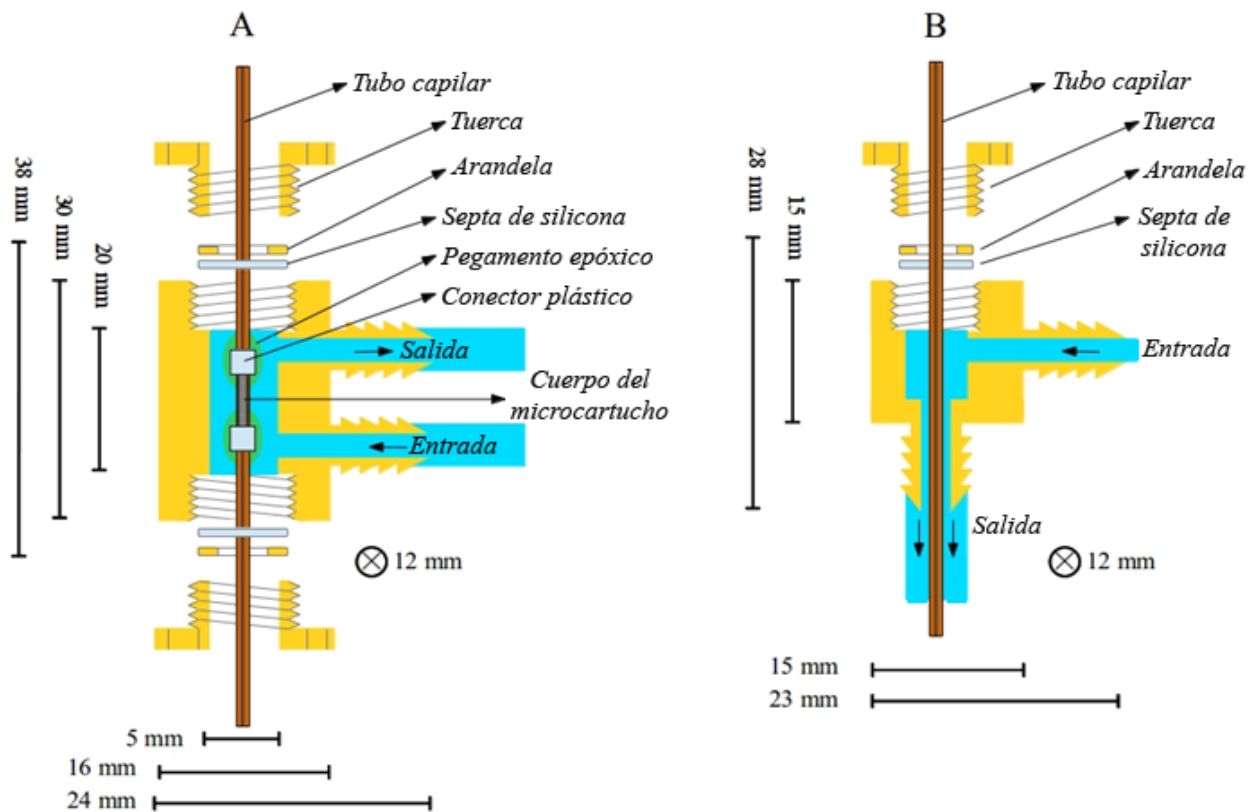 A
Tubo capilar
Tuerca
Arandela
Septa de silicona
Pegamento epóxico
Conector plástico
Salida
Cuerpo del
microcartucho
Entrada
38 mm
30 mm
20 mm
12 mm
5 mm
16 mm
24 mm
B
Tubo capilar
Tuerca
Arandela
Septa de
silicona
Entrada
Salida
28 mm
15 mm
12 mm
15 mm
23 mm